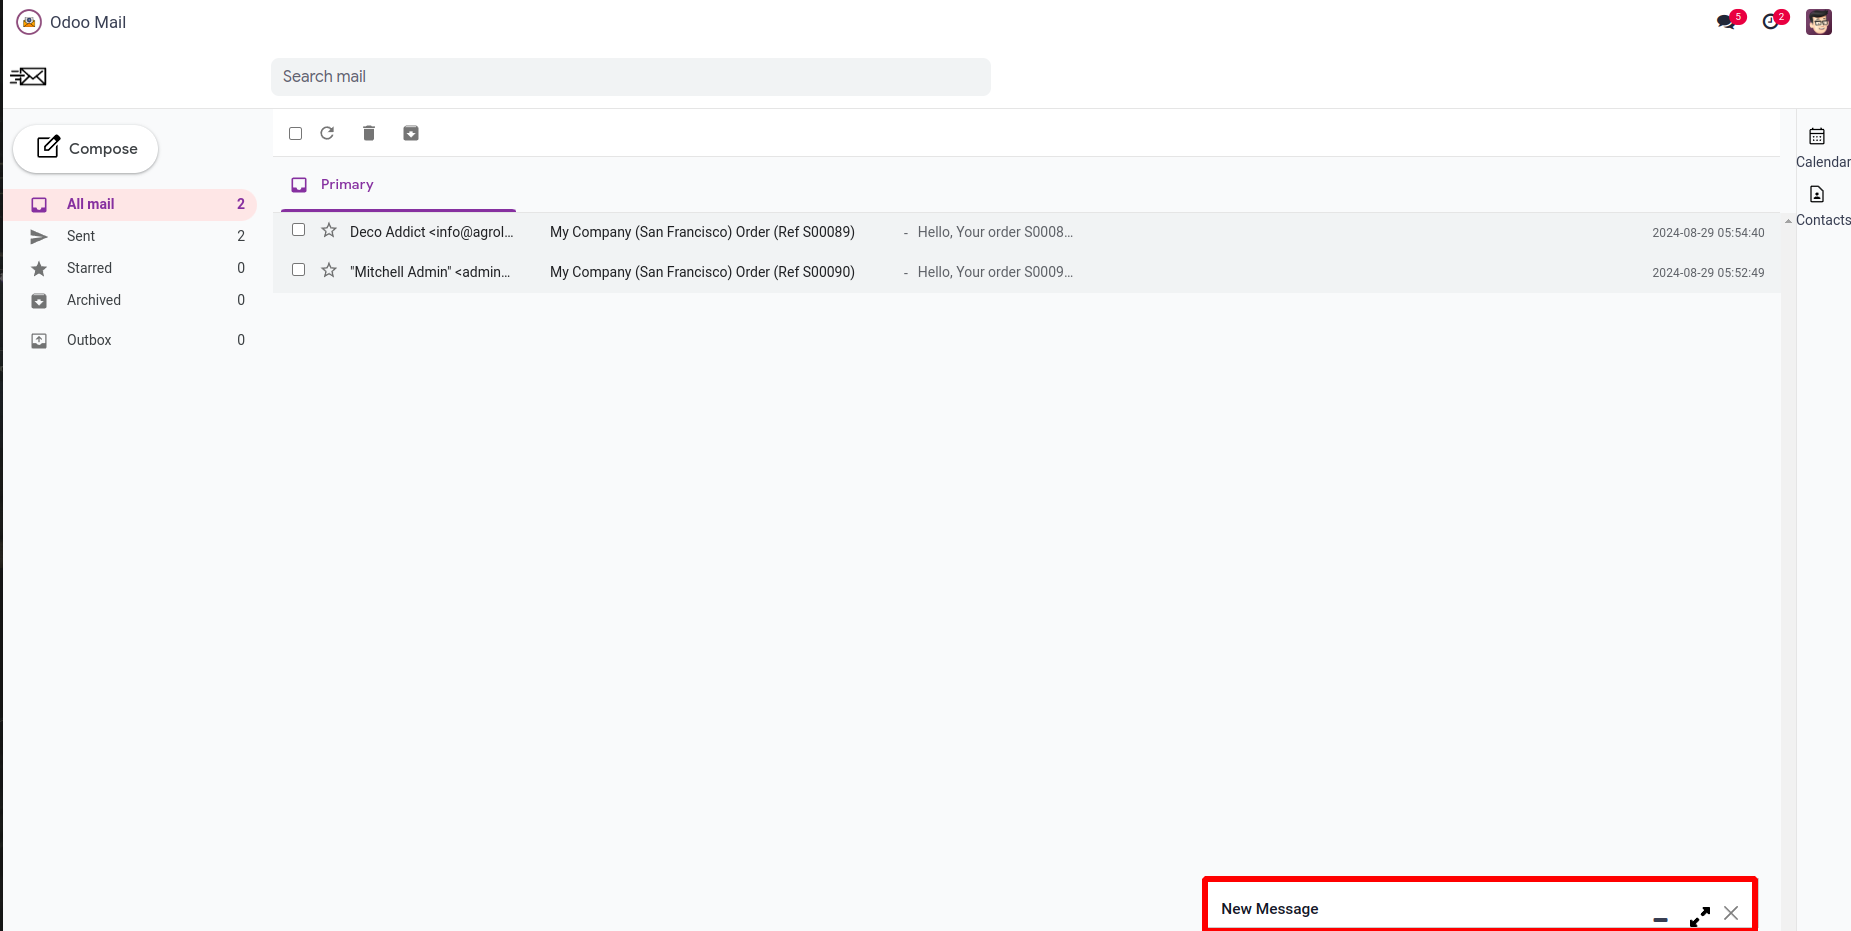 Odoo Mail
5
2
Search mail
Compose
Calendar
Primary
Contacts
All mail 2
Sent 2
Starred 0
Archived 0
Outbox 0
Deco Addict <info@agrol... My Company (San Francisco) Order (Ref S00089) - Hello, Your order S0008... 2024-08-29 05:54:40
"Mitchell Admin" <admin... My Company (San Francisco) Order (Ref S00090) - Hello, Your order S0009... 2024-08-29 05:52:49
New Message